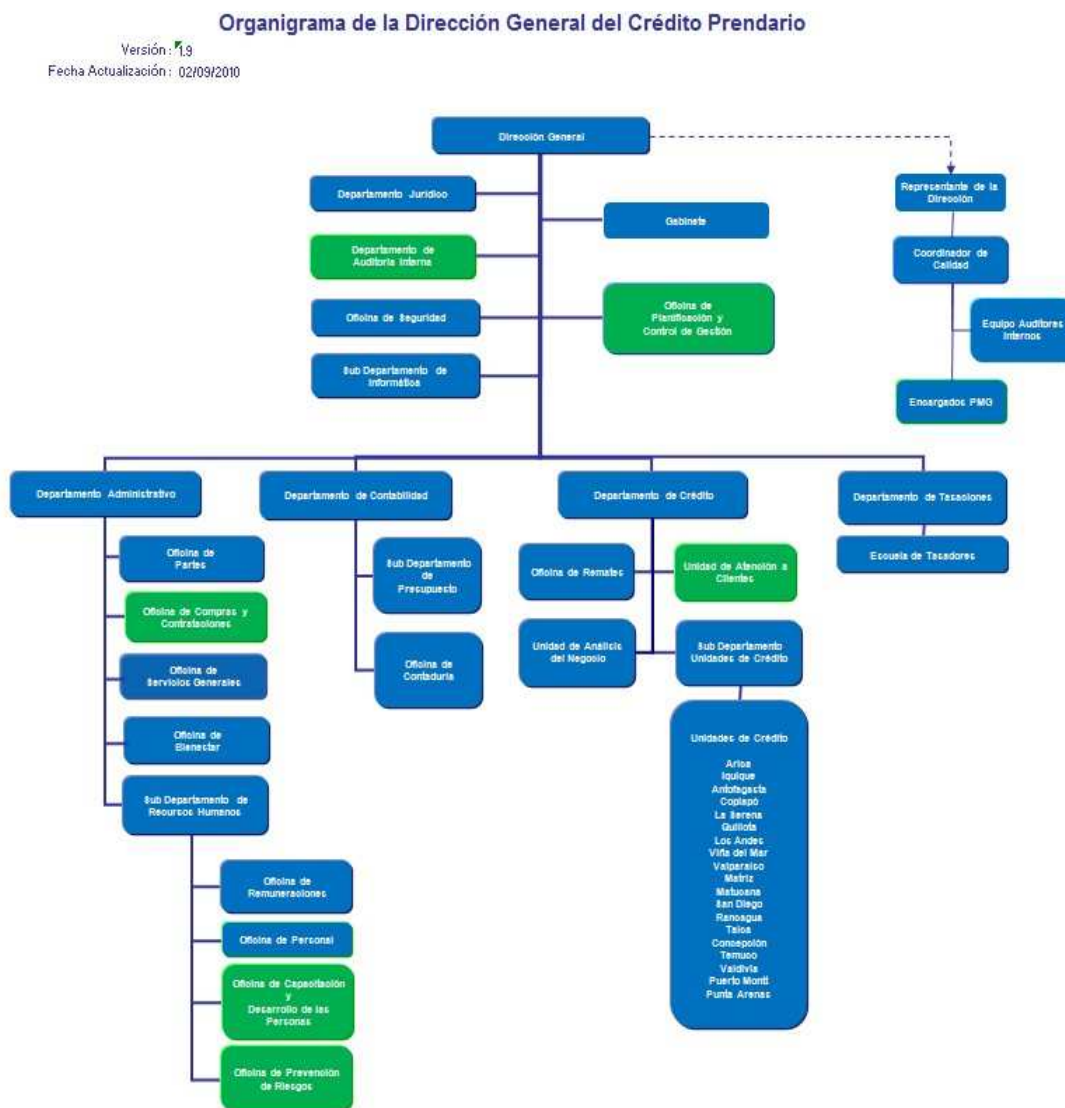 Organigrama de la Dirección General del Crédito Prendario
Versión : 1.9
Fecha Actualización : 02/09/2010
Dirección General
Departamento Jurídico
Gabinete
Representante de la
Dirección
Departamento de
Auditoría Interna
Coordinador de
Calidad
Oficina de Seguridad
Oficina de
Planificación y
Control de Gestión
Equipo Auditores
Internos
Sub Departamento de
Informática
Encargados PMG
Departamento Administrativo
Departamento de Contabilidad
Departamento de Crédito
Departamento de Tasaciones
Oficina de
Partes
Sub Departamento
de
Presupuesto
Oficina de Remates
Unidad de Atención a
Clientes
Escuela de Tasadores
Oficina de Compras y
Contrataciones
Oficina de
Servicios Generales
Oficina de
Contaduría
Unidad de Análisis
del Negocio
Sub Departamento
Unidades de Crédito
Oficina de
Bienestar
Sub Departamento de
Recursos Humanos
Unidades de Crédito
Arica
Iquique
Antofagasta
Copiapó
La Serena
Quillota
Los Andes
Viña del Mar
Valparaíso
Matriz
Matucana
San Diego
Rancagua
Talca
Concepción
Temuco
Valdivia
Puerto Montt
Punta Arenas
Oficina de
Remuneraciones
Oficina de Personal
Oficina de Capacitación
y
Desarrollo de las
Personas
Oficina de Prevención
de Riesgos